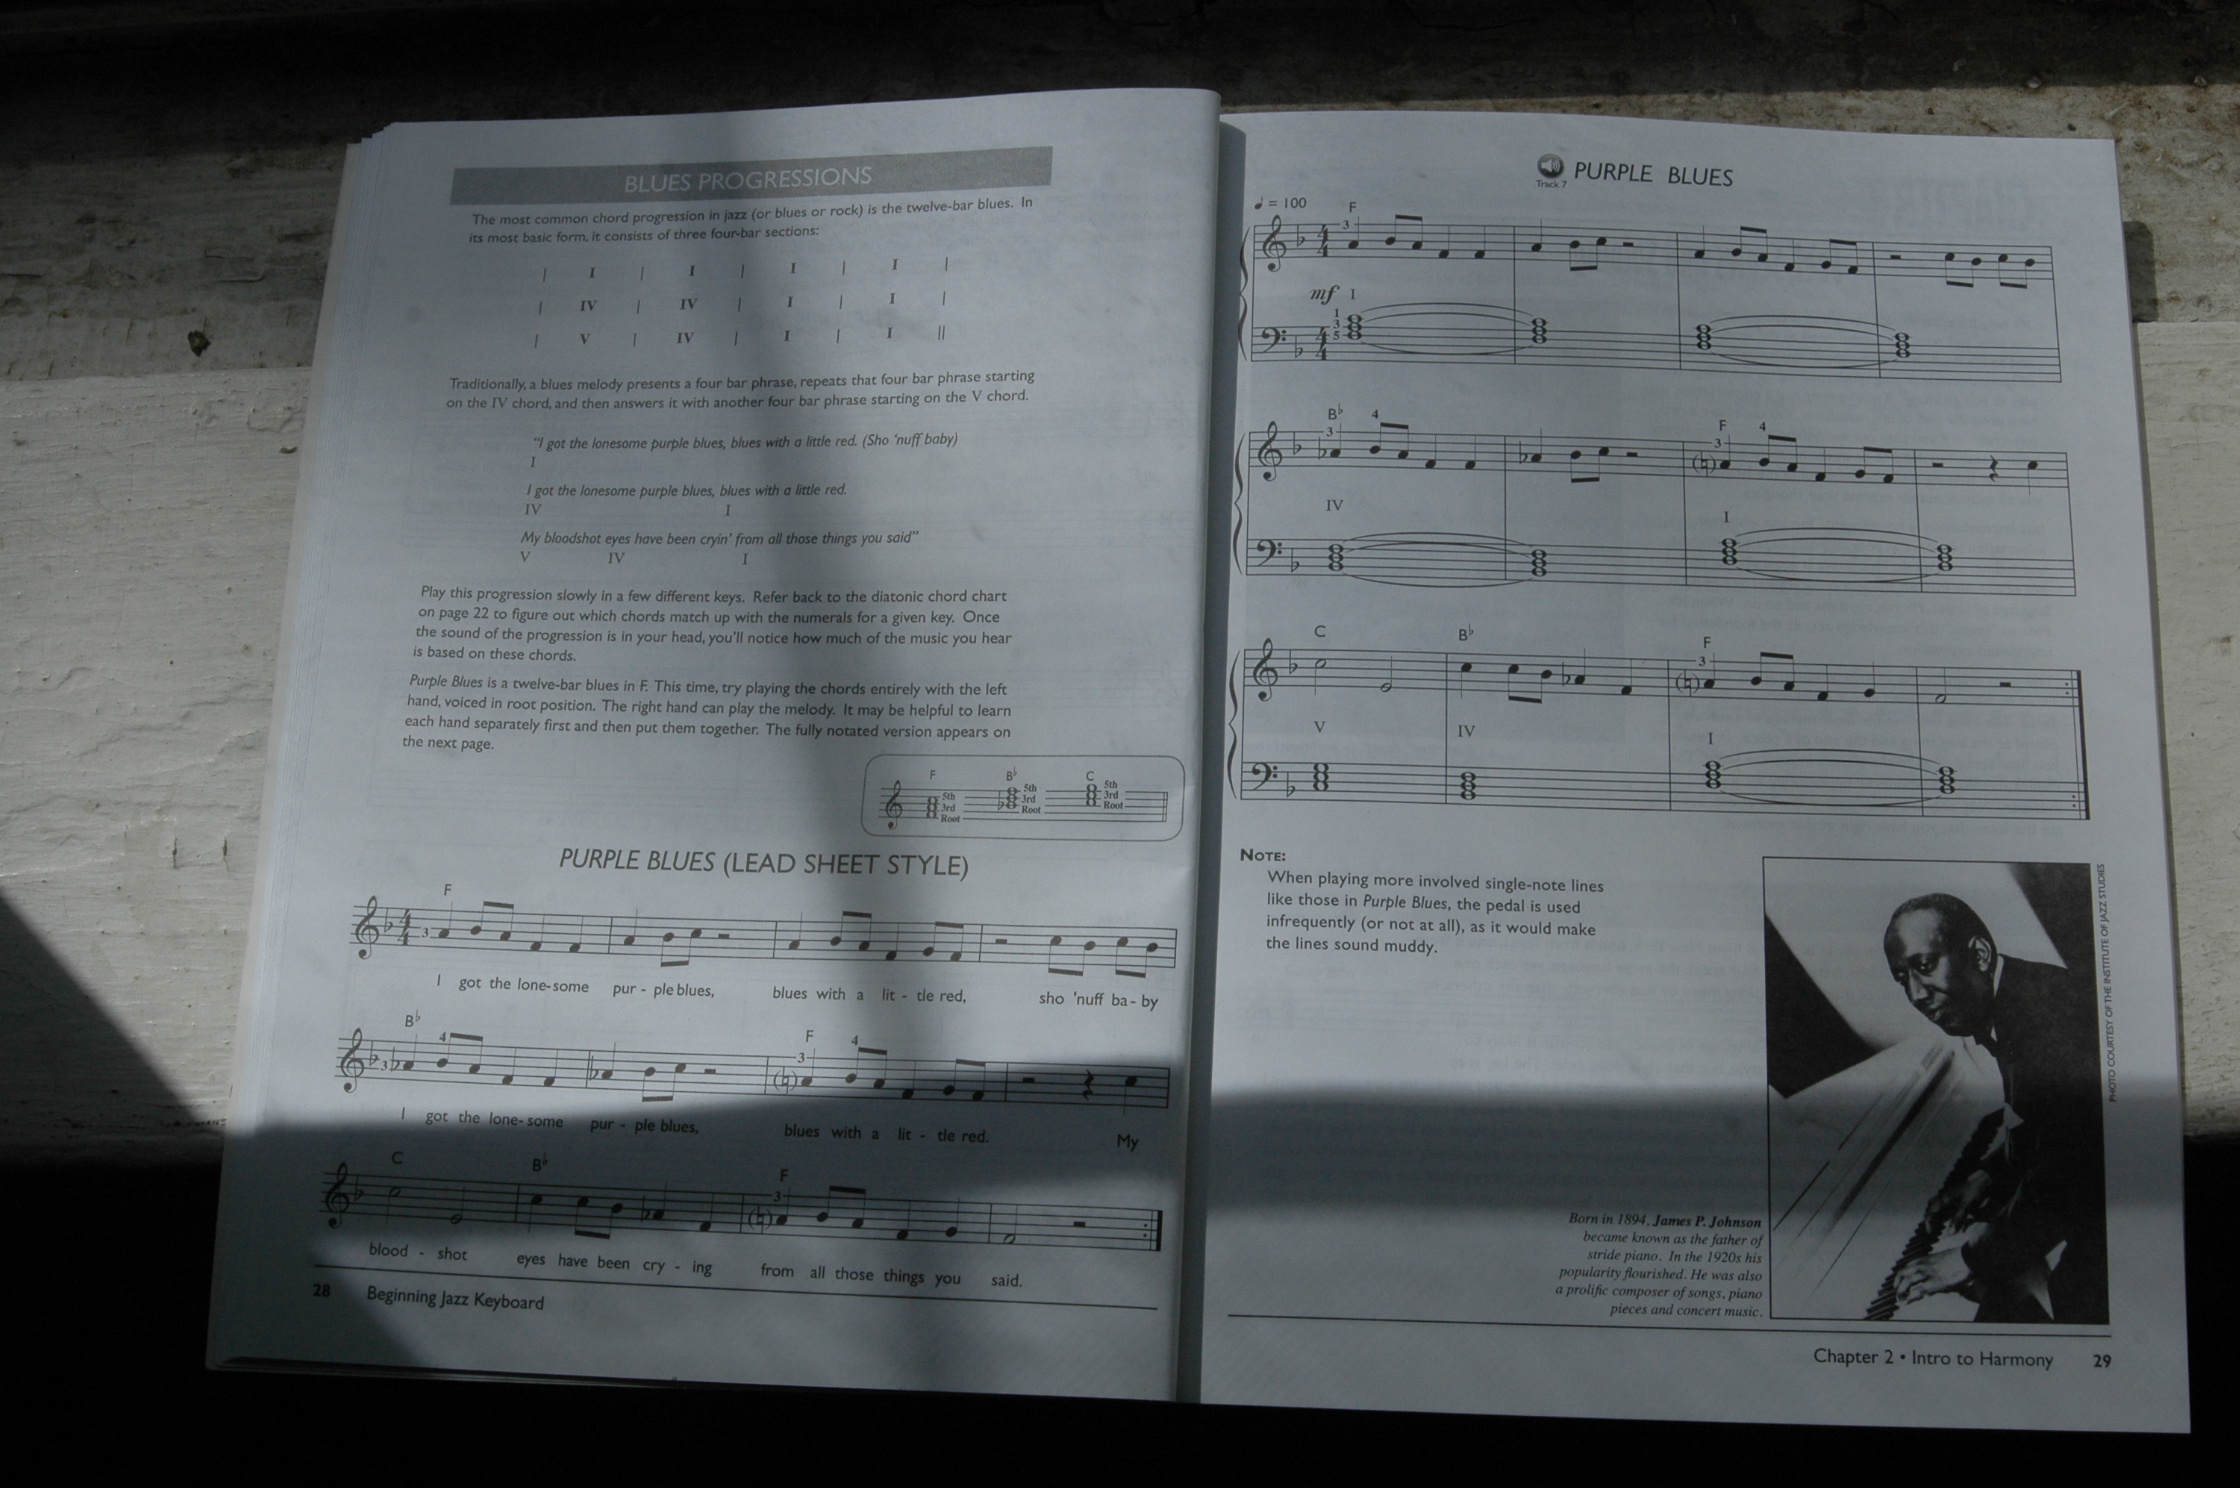 BLUES PROGRESSIONS
The most common chord progression in jazz (or blues or rock) is the twelve-bar blues. In
its most basic form, it consists of three four-bar sections:
| I | I | I | I |
| IV | IV | I | I |
| V | IV | I | I ||
Traditionally, a blues melody presents a four bar phrase, repeats that four bar phrase starting
on the IV chord, and then answers it with another four bar phrase starting on the V chord.
"I got the lonesome purple blues, blues with a little red. (Sho 'nuff baby)
I
I got the lonesome purple blues, blues with a little red.
IV I
My bloodshot eyes have been cryin' from all those things you said"
V IV I
Play this progression slowly in a few different keys. Refer back to the diatonic chord chart
on page 22 to figure out which chords match up with the numerals for a given key. Once
the sound of the progression is in your head, you'll notice how much of the music you hear
is based on these chords.
Purple Blues is a twelve-bar blues in F. This time, try playing the chords entirely with the left
hand, voiced in root position. The right hand can play the melody. It may be helpful to learn
each hand separately first and then put them together. The fully notated version appears on
the next page.
F B♭ C
5th 5th 5th
3rd 3rd 3rd
Root Root Root
PURPLE BLUES (LEAD SHEET STYLE)
F
4 4 3
I got the lone-some pur - ple blues, blues with a lit - tle red, sho 'nuff ba - by
B♭ F
3 4 3 4
I got the lone- some pur - ple blues, blues with a lit - tle red. My
C B♭ F
3
blood - shot eyes have been cry - ing from all those things you said.
28 Beginning Jazz Keyboard
Track 7
PURPLE BLUES
♩ = 100
F
3
4 4
mf I
1
3
5
4 4
B♭ F
3 4 3 4
IV I
C B♭ F
3
V IV I
NOTE:
When playing more involved single-note lines
like those in Purple Blues, the pedal is used
infrequently (or not at all), as it would make
the lines sound muddy.
PHOTO COURTESY OF THE INSTITUTE OF JAZZ STUDIES
Born in 1894, James P. Johnson
became known as the father of
stride piano. In the 1920s his
popularity flourished. He was also
a prolific composer of songs, piano
pieces and concert music.
Chapter 2 • Intro to Harmony 29